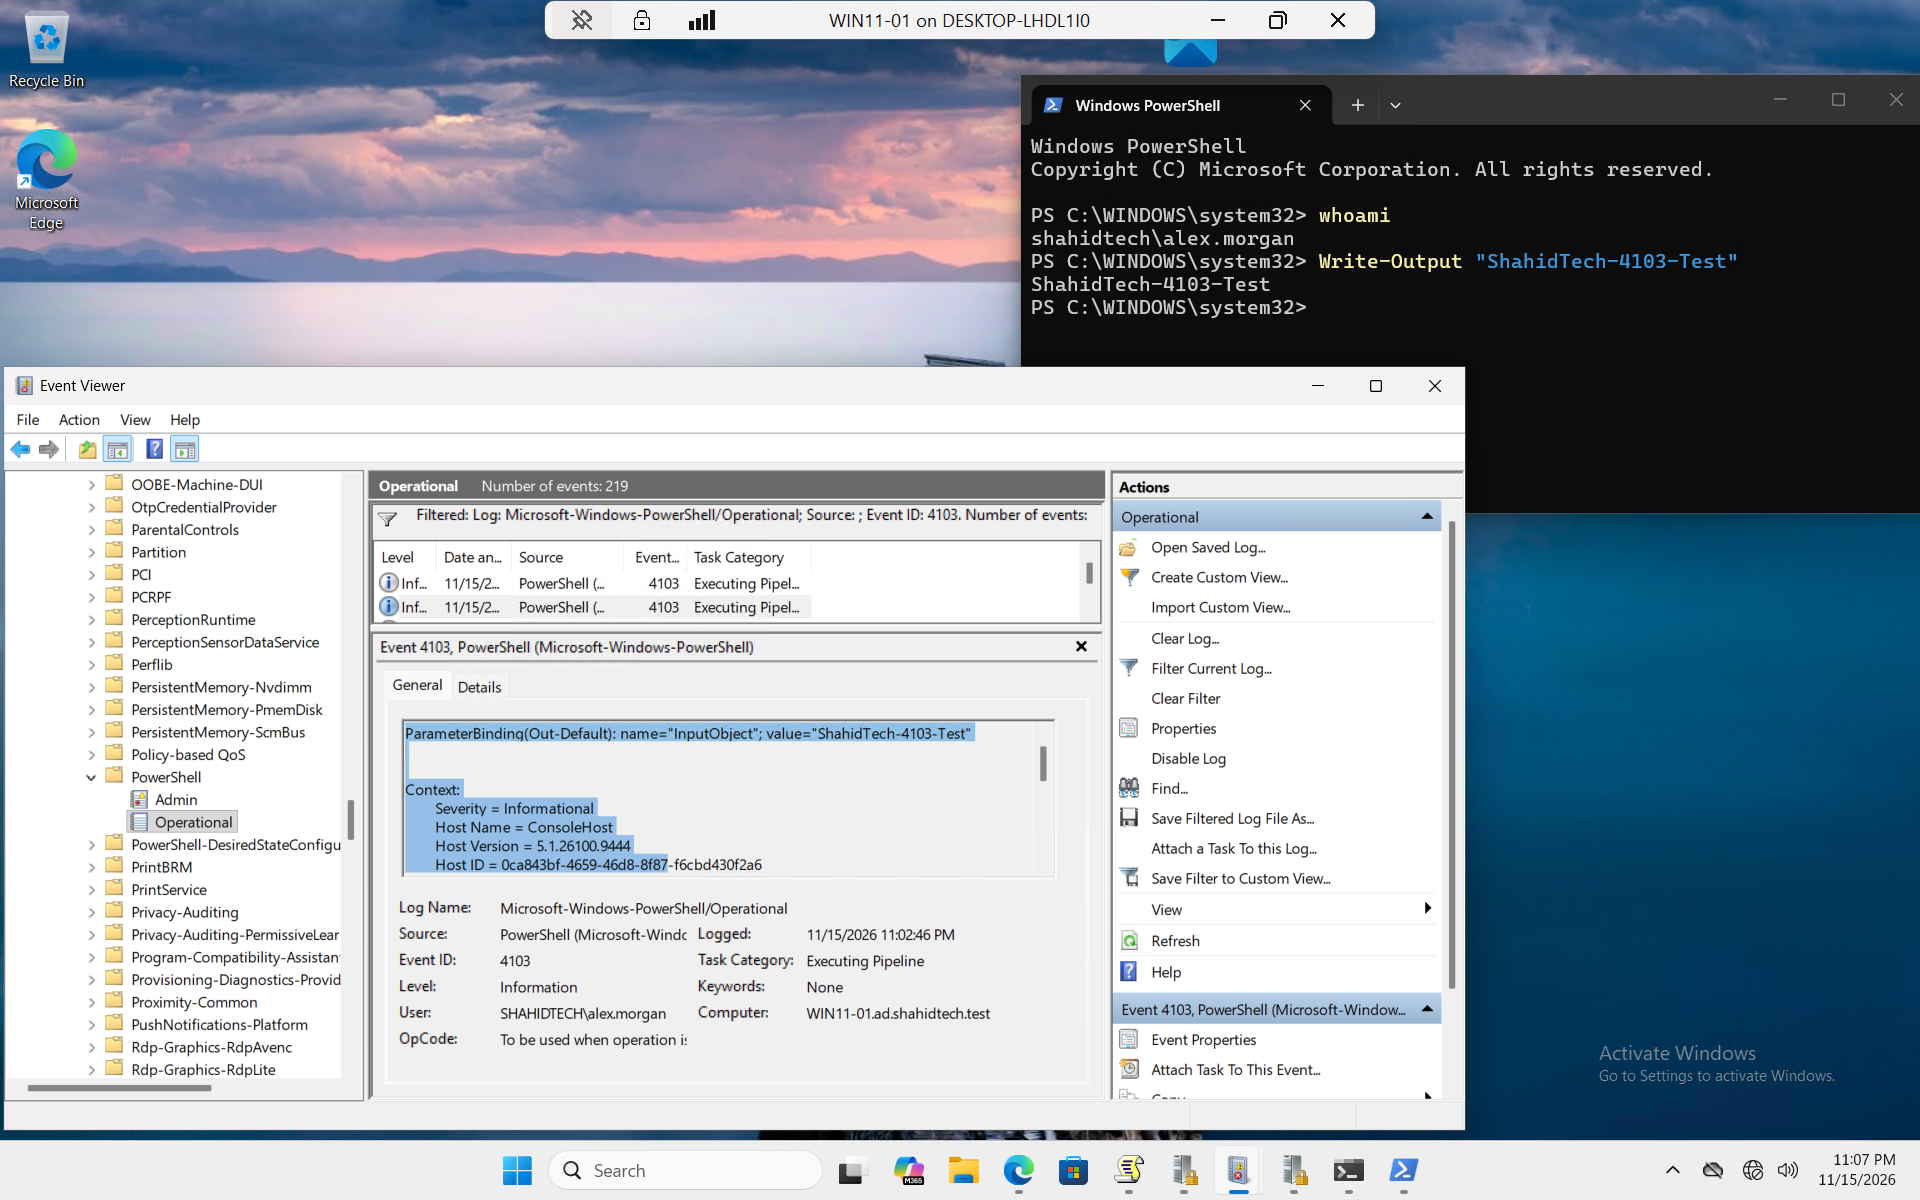 WIN11-01 on DESKTOP-LHDL1I0
Recycle Bin
Microsoft
Edge
Windows PowerShell
Windows PowerShell
Copyright (C) Microsoft Corporation. All rights reserved.
PS C:\WINDOWS\system32> whoami
shahidtech\alex.morgan
PS C:\WINDOWS\system32> Write-Output "ShahidTech-4103-Test"
ShahidTech-4103-Test
PS C:\WINDOWS\system32>
Event Viewer
File Action View Help
OOBE-Machine-DUI
OtpCredentialProvider
ParentalControls
Partition
PCI
PCRPF
PerceptionRuntime
PerceptionSensorDataService
Perflib
PersistentMemory-Nvdimm
PersistentMemory-PmemDisk
PersistentMemory-ScmBus
Policy-based QoS
PowerShell
Admin
Operational
PowerShell-DesiredStateConfigu
PrintBRM
PrintService
Privacy-Auditing
Privacy-Auditing-PermissiveLear
Program-Compatibility-Assistan
Provisioning-Diagnostics-Provid
Proximity-Common
PushNotifications-Platform
Rdp-Graphics-RdpAvenc
Rdp-Graphics-RdpLite
Operational Number of events: 219
Filtered: Log: Microsoft-Windows-PowerShell/Operational; Source: ; Event ID: 4103. Number of events:
Level Date an... Source Event... Task Category
Inf... 11/15/2... PowerShell (... 4103 Executing Pipel...
Inf... 11/15/2... PowerShell (... 4103 Executing Pipel...
Event 4103, PowerShell (Microsoft-Windows-PowerShell)
General Details
ParameterBinding(Out-Default): name="InputObject"; value="ShahidTech-4103-Test"
Context:
Severity = Informational
Host Name = ConsoleHost
Host Version = 5.1.26100.9444
Host ID = 0ca843bf-4659-46d8-8f87-f6cbd430f2a6
Log Name: Microsoft-Windows-PowerShell/Operational
Source: PowerShell (Microsoft-Windc Logged: 11/15/2026 11:02:46 PM
Event ID: 4103 Task Category: Executing Pipeline
Level: Information Keywords: None
User: SHAHIDTECH\alex.morgan Computer: WIN11-01.ad.shahidtech.test
OpCode: To be used when operation is
Actions
Operational
Open Saved Log...
Create Custom View...
Import Custom View...
Clear Log...
Filter Current Log...
Clear Filter
Properties
Disable Log
Find...
Save Filtered Log File As...
Attach a Task To this Log...
Save Filter to Custom View...
View
Refresh
Help
Event 4103, PowerShell (Microsoft-Window...
Event Properties
Attach Task To This Event...
Copy
Activate Windows
Go to Settings to activate Windows.
Search
M365
11:07 PM
11/15/2026